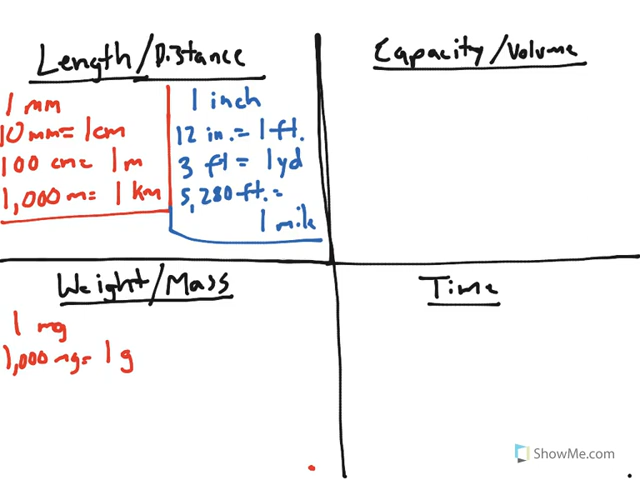 Length/Distance
1 mm
10 mm = 1cm
100 cm = 1 m
1,000 m = 1 km
1 inch
12 in. = 1 ft.
3 ft = 1 yd
5,280 ft. =
1 mile
Capacity/Volume
Weight/Mass
1 mg
1,000 mg = 1 g
Time
ShowMe.com